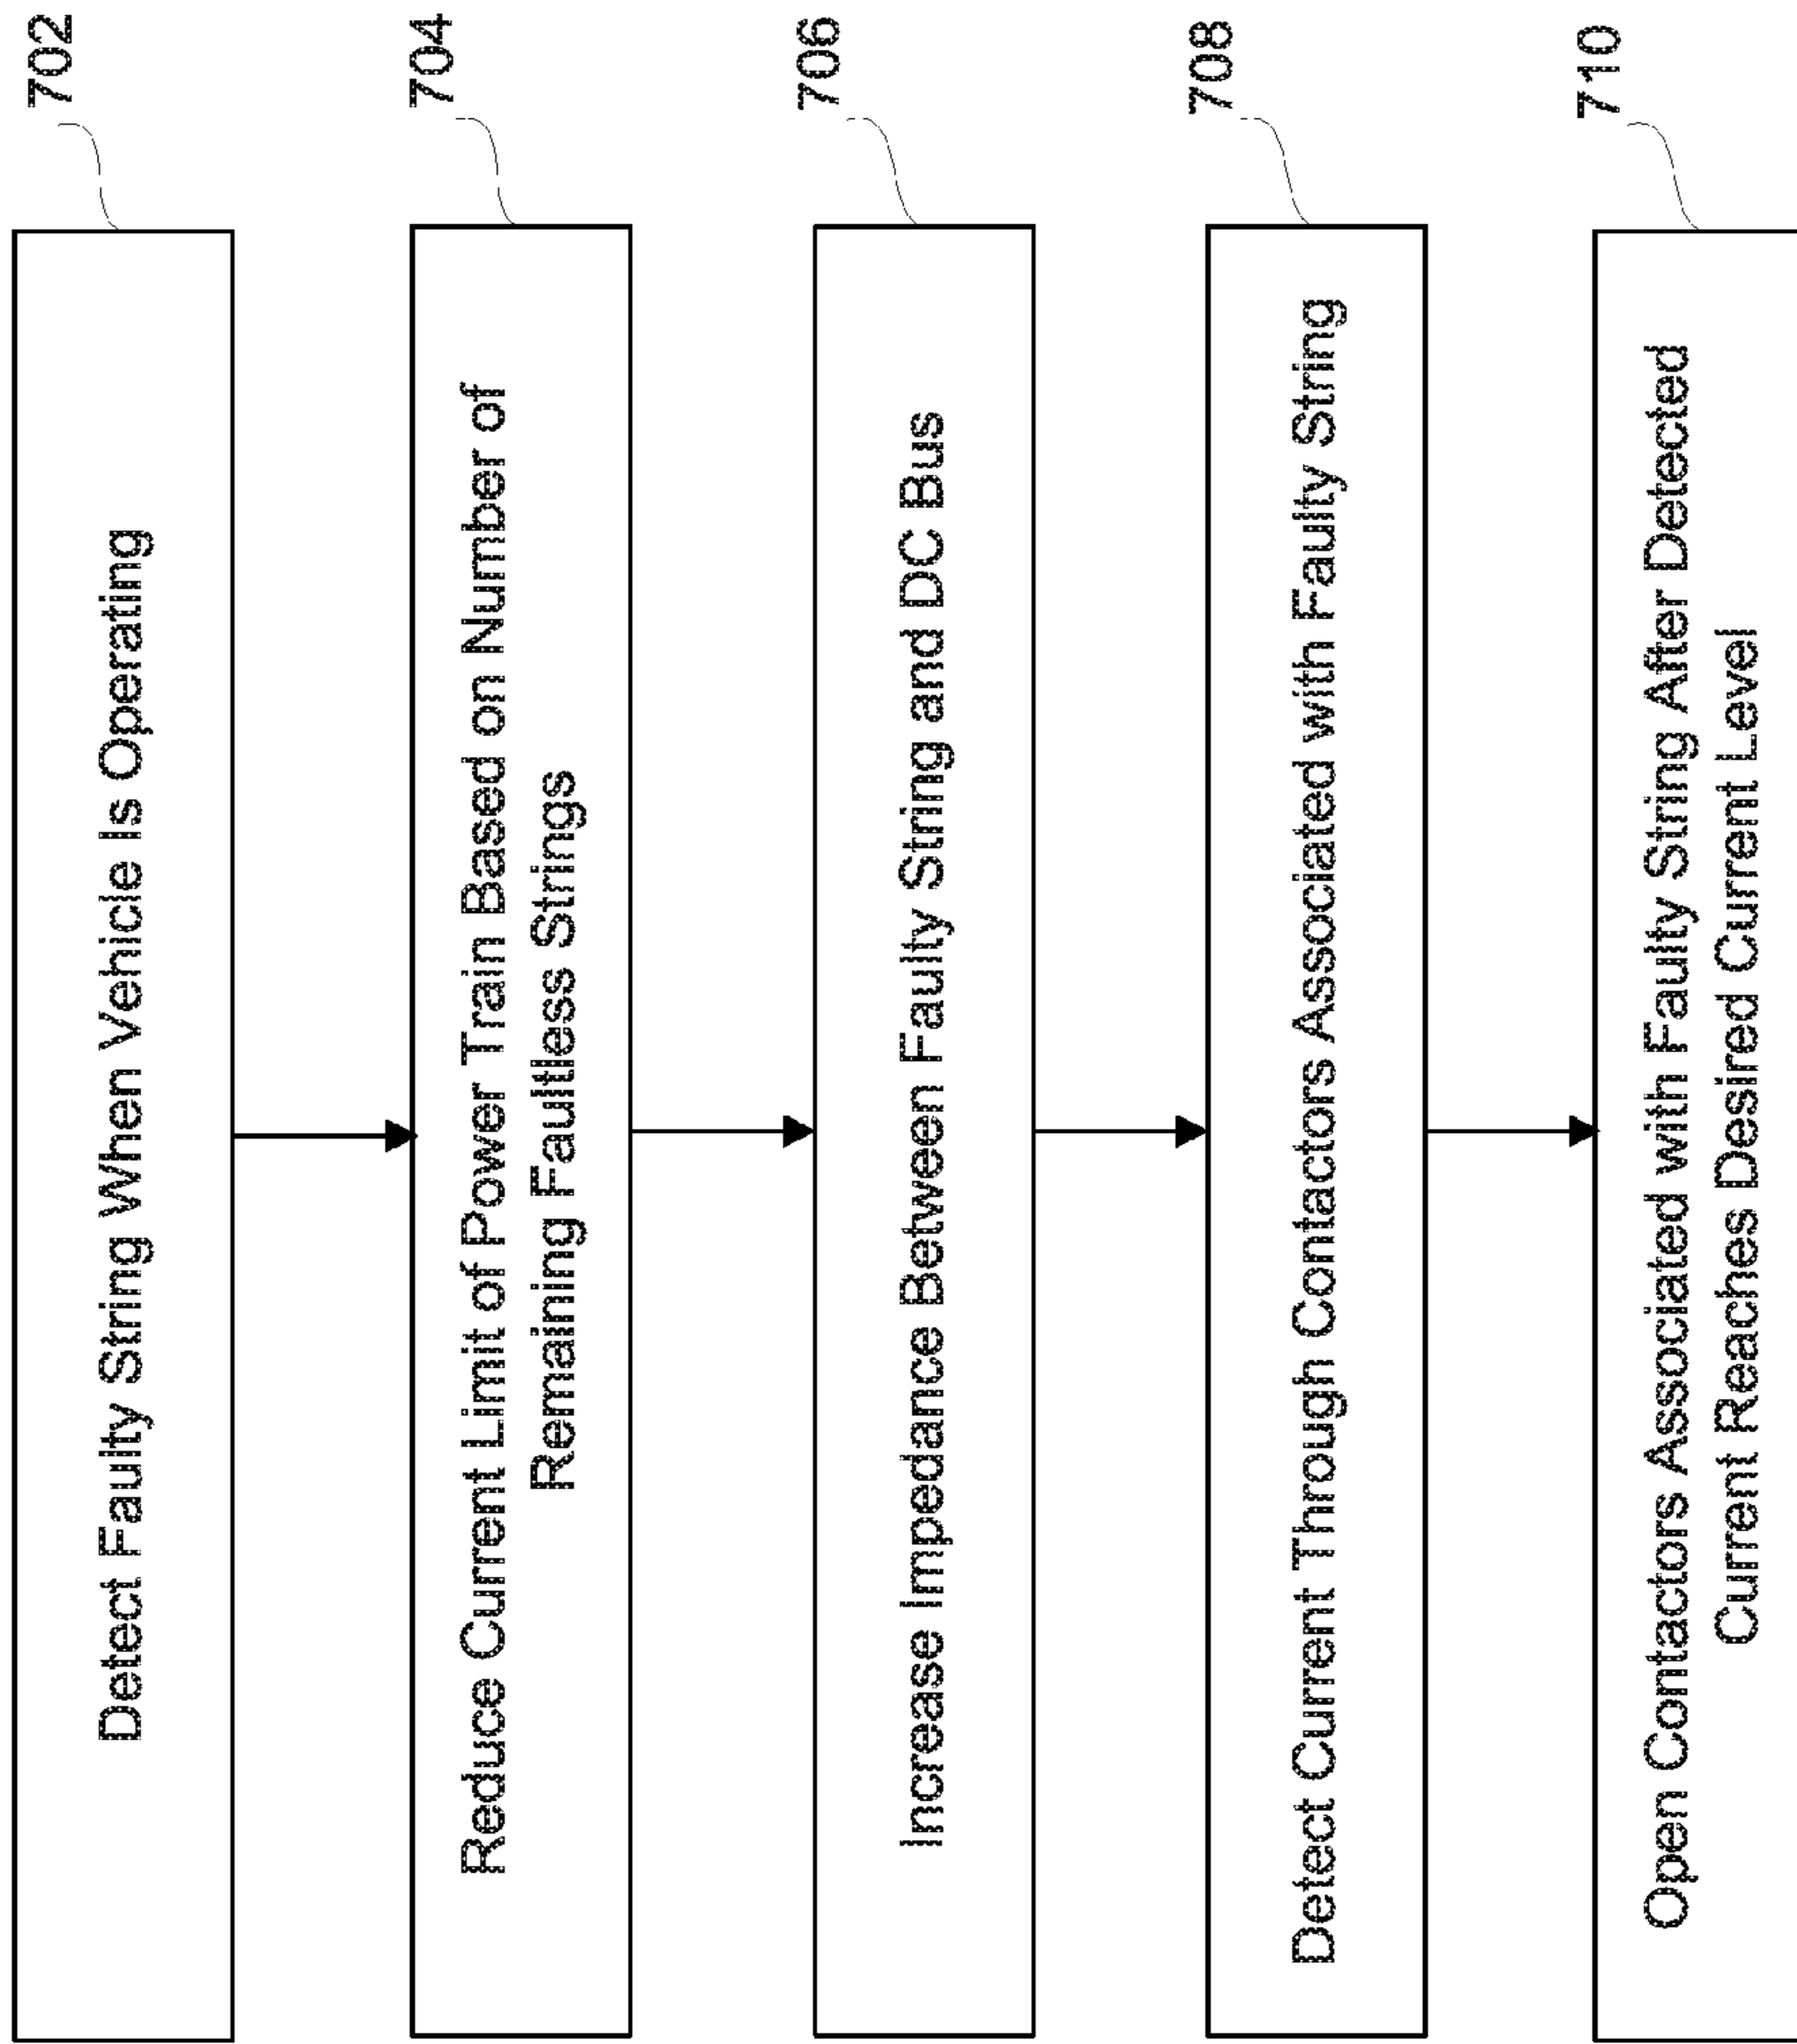 702
Detect Faulty String When Vehicle Is Operating
704
Reduce Current Limit of Power Train Based on Number of
Remaining Faultless Strings
706
Increase Impedance Between Faulty String and DC Bus
708
Detect Current Through Contactors Associated with Faulty String
710
Open Contactors Associated with Faulty String After Detected
Current Reaches Desired Current Level